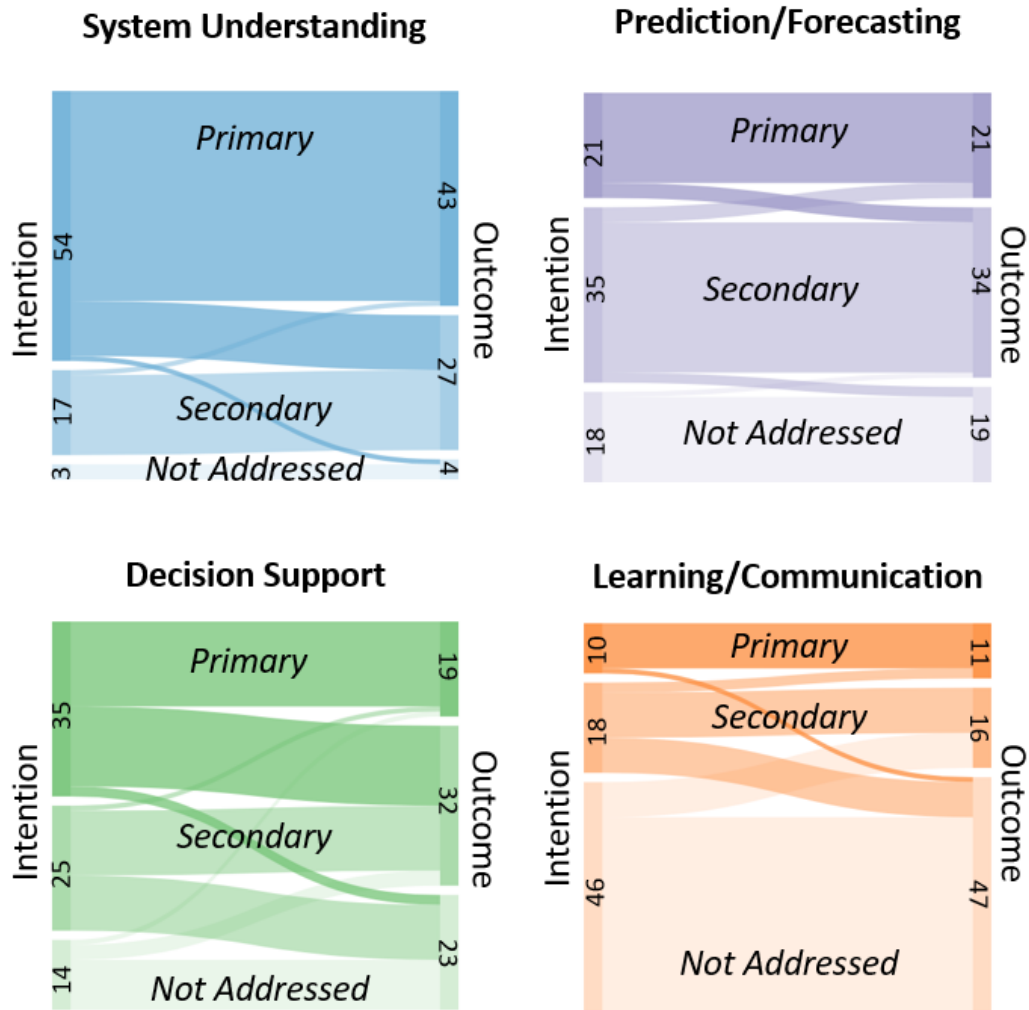 System Understanding
Primary
Secondary
Not Addressed
Intention
54
17
3
43
27
4
Outcome
Prediction/Forecasting
Primary
Secondary
Not Addressed
Intention
21
35
18
21
34
19
Outcome
Decision Support
Primary
Secondary
Not Addressed
Intention
35
25
14
19
32
23
Outcome
Learning/Communication
Primary
Secondary
Not Addressed
Intention
10
18
46
11
16
47
Outcome